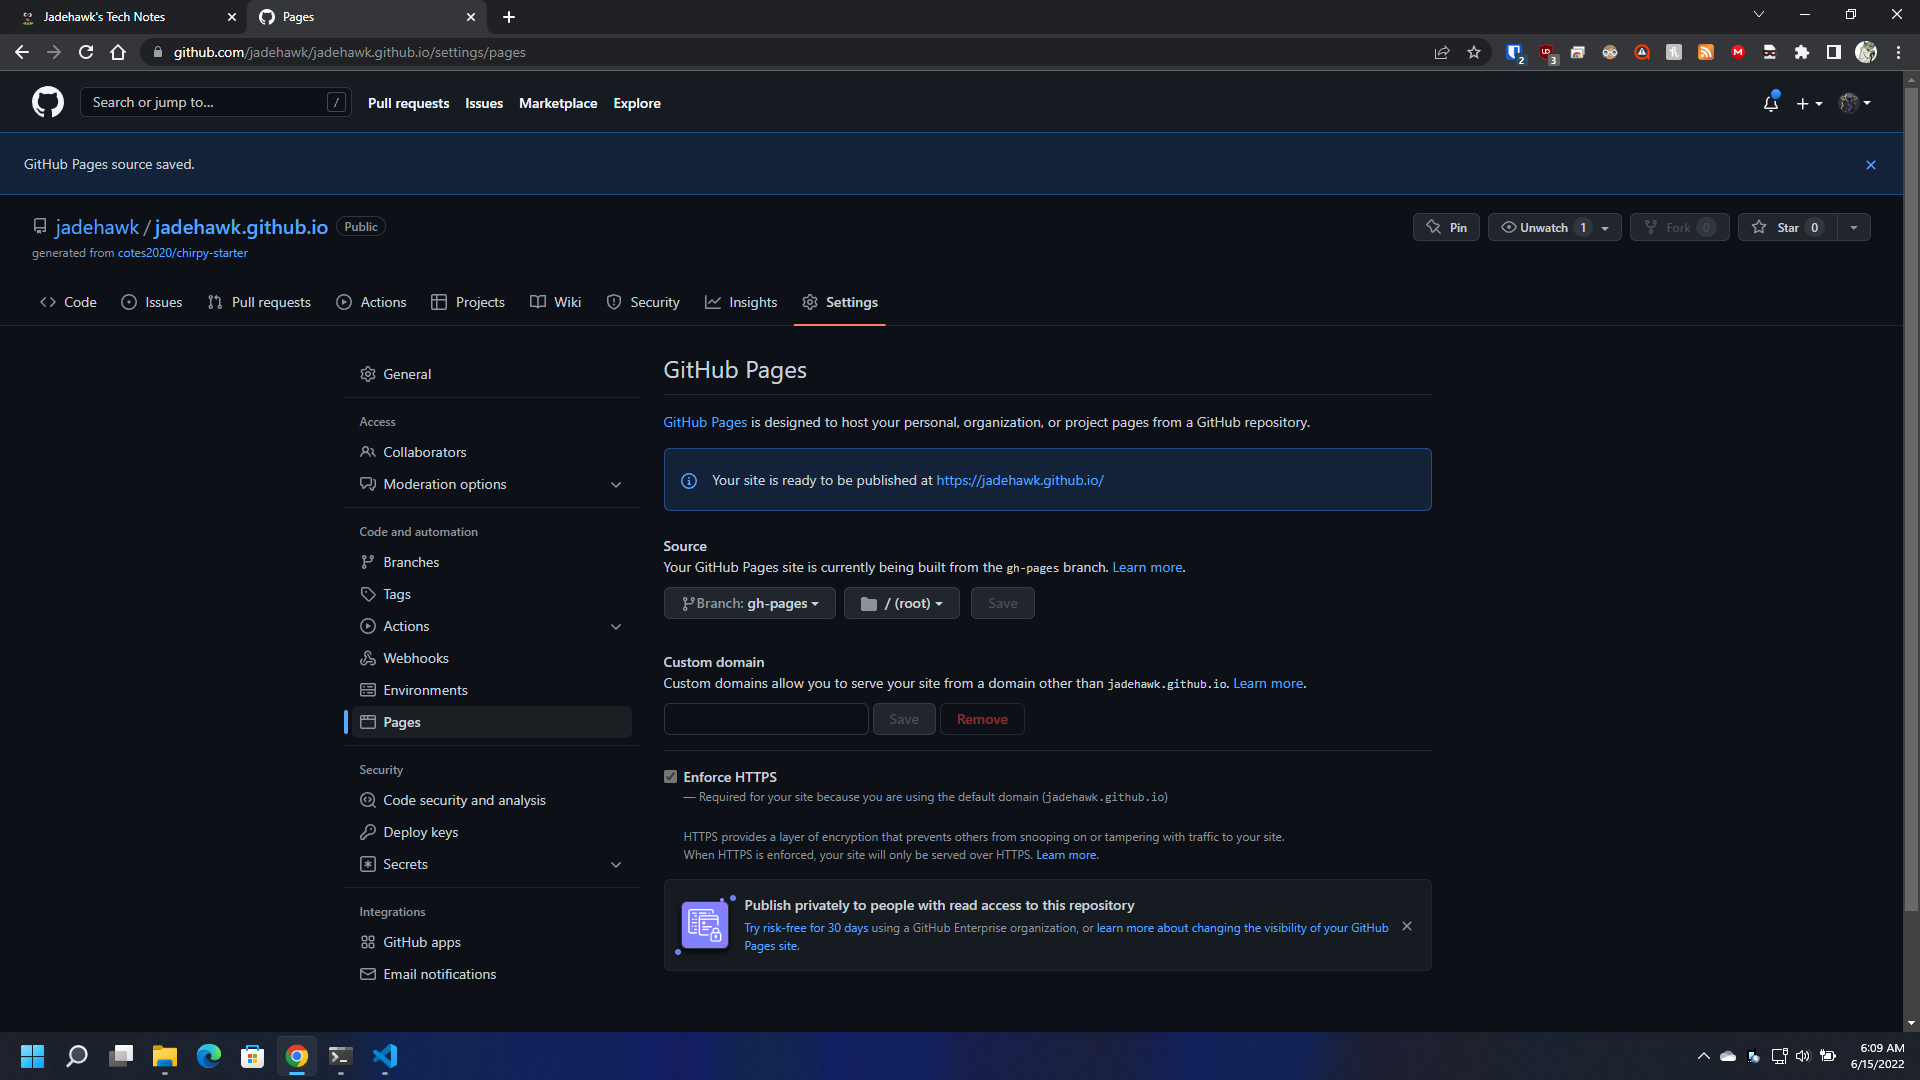 Jadehawk's Tech Notes
Pages
github.com/jadehawk/jadehawk.github.io/settings/pages
2
3
Search or jump to...
/
Pull requests
Issues
Marketplace
Explore
GitHub Pages source saved.
jadehawk / jadehawk.github.io
Public
generated from cotes2020/chirpy-starter
Pin
Unwatch 1
Fork 0
Star 0
Code
Issues
Pull requests
Actions
Projects
Wiki
Security
Insights
Settings
General
Access
Collaborators
Moderation options
Code and automation
Branches
Tags
Actions
Webhooks
Environments
Pages
Security
Code security and analysis
Deploy keys
Secrets
Integrations
GitHub apps
Email notifications
GitHub Pages
GitHub Pages is designed to host your personal, organization, or project pages from a GitHub repository.
Your site is ready to be published at https://jadehawk.github.io/
Source
Your GitHub Pages site is currently being built from the gh-pages branch. Learn more.
Branch: gh-pages
/ (root)
Save
Custom domain
Custom domains allow you to serve your site from a domain other than jadehawk.github.io. Learn more.
Save
Remove
Enforce HTTPS
— Required for your site because you are using the default domain (jadehawk.github.io)
HTTPS provides a layer of encryption that prevents others from snooping on or tampering with traffic to your site.
When HTTPS is enforced, your site will only be served over HTTPS. Learn more.
Publish privately to people with read access to this repository
Try risk-free for 30 days using a GitHub Enterprise organization, or learn more about changing the visibility of your GitHub
Pages site.
6:09 AM
6/15/2022